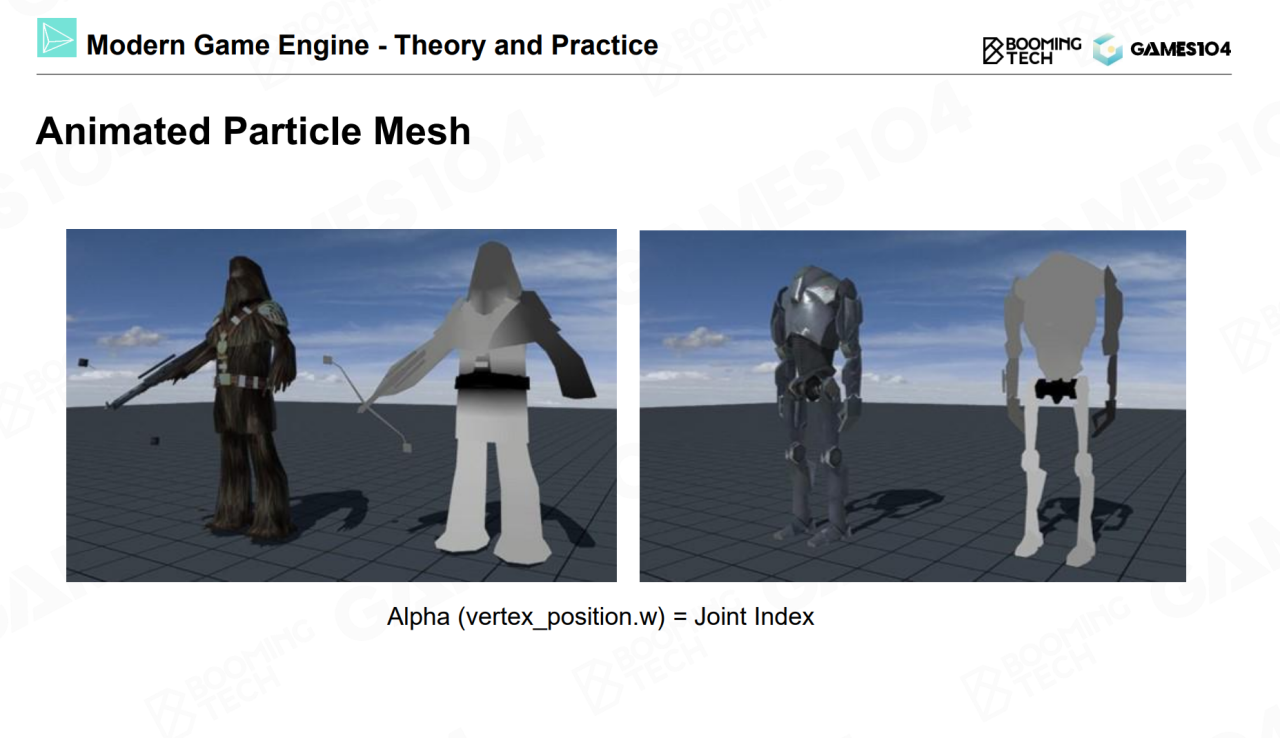 Modern Game Engine - Theory and Practice
BOOMING
TECH
GAMES104
Animated Particle Mesh
Alpha (vertex_position.w) = Joint Index